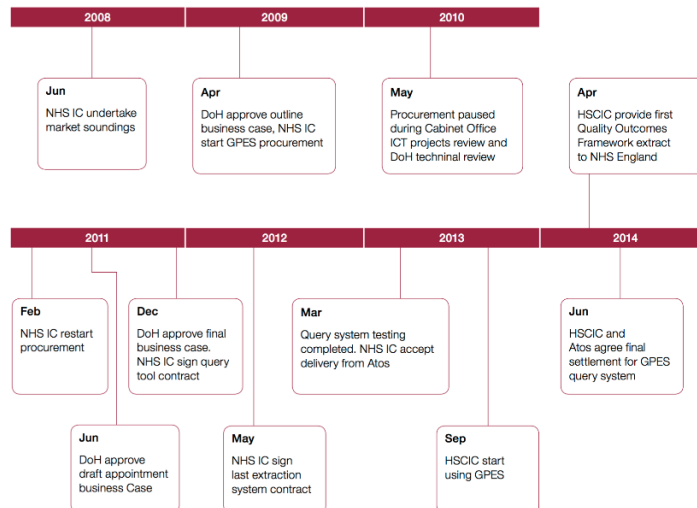 2008
2009
2010
Jun
NHS IC undertake
market soundings
Apr
DoH approve outline
business case, NHS IC
start GPES procurement
May
Procurement paused
during Cabinet Office
ICT projects review and
DoH techninal review
Apr
HSCIC provide first
Quality Outcomes
Framework extract
to NHS England
2011
2012
2013
2014
Feb
NHS IC restart
procurement
Dec
DoH approve final
business case.
NHS IC sign query
tool contract
Mar
Query system testing
completed. NHS IC accept
delivery from Atos
Jun
HSCIC and
Atos agree final
settlement for GPES
query system
Jun
DoH approve
draft appointment
business Case
May
NHS IC sign
last extraction
system contract
Sep
HSCIC start
using GPES